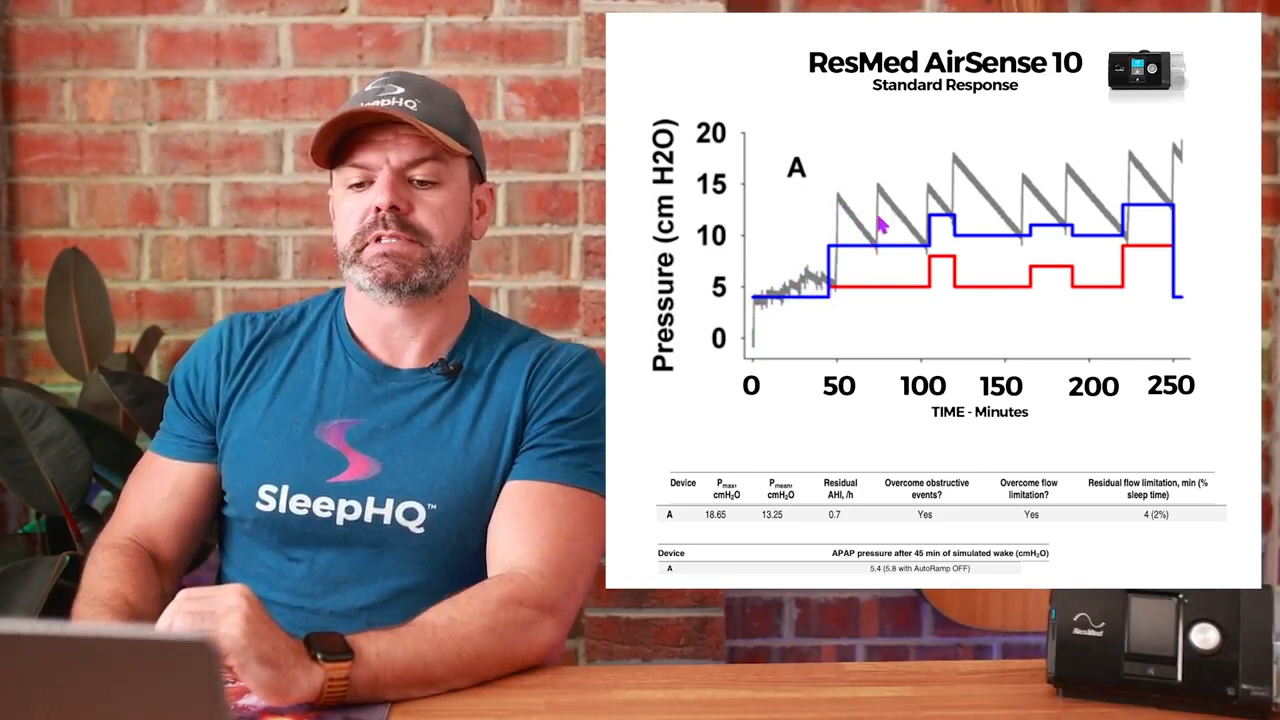 SleepHQ™
SleepHQ™
ResMed AirSense 10
Standard Response
Pressure (cm H2O)
20
15
10
5
0
A
0 50 100 150 200 250
TIME - Minutes
Device Pmax, cmH2O Pmean, cmH2O Residual AHI, /h Overcome obstructive events? Overcome flow limitation? Residual flow limitation, min (% sleep time)
A 18.65 13.25 0.7 Yes Yes 4 (2%)
Device APAP pressure after 45 min of simulated wake (cmH2O)
A 5.4 (5.8 with AutoRamp OFF)
ResMed